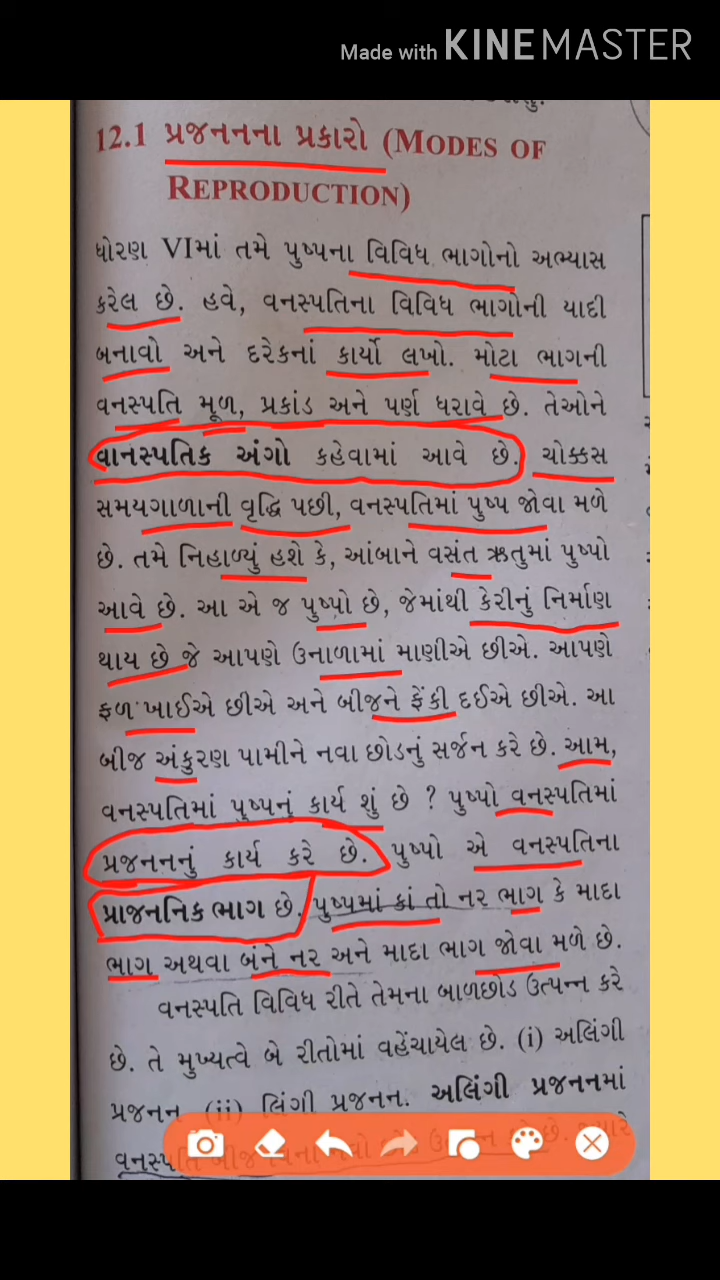 Made with KINEMASTER
12.1 પ્રજનનના પ્રકારો (MODES OF
REPRODUCTION)
ધોરણ VIમાં તમે પુષ્પના વિવિધ ભાગોનો અભ્યાસ
કરેલ છે. હવે, વનસ્પતિના વિવિધ ભાગોની યાદી
બનાવો અને દરેકનાં કાર્યો લખો. મોટા ભાગની
વનસ્પતિ મૂળ, પ્રકાંડ અને પર્ણ ધરાવે છે. તેઓને
વાનસ્પતિક અંગો કહેવામાં આવે છે. ચોક્કસ
સમયગાળાની વૃદ્ધિ પછી, વનસ્પતિમાં પુષ્પ જોવા મળે
છે. તમે નિહાળ્યું હશે કે, આંબાને વસંત ઋતુમાં પુષ્પો
આવે છે. આ એ જ પુષ્પો છે, જેમાંથી કેરીનું નિર્માણ
થાય છે જે આપણે ઉનાળામાં માણીએ છીએ. આપણે
ફળ ખાઈએ છીએ અને બીજને ફેંકી દઈએ છીએ. આ
બીજ અંકુરણ પામીને નવા છોડનું સર્જન કરે છે. આમ,
વનસ્પતિમાં પુષ્પનું કાર્ય શું છે ? પુષ્પો વનસ્પતિમાં
પ્રજનનનું કાર્ય કરે છે. પુષ્પો એ વનસ્પતિના
પ્રાજનનિક ભાગ છે. પુષ્પમાં કાં તો નર ભાગ કે માદા
ભાગ અથવા બંને નર અને માદા ભાગ જોવા મળે છે.
વનસ્પતિ વિવિધ રીતે તેમના બાળછોડ ઉત્પન્ન કરે
છે. તે મુખ્યત્વે બે રીતોમાં વહેંચાયેલ છે. (i) અલિંગી
પ્રજનન (ii) લિંગી પ્રજનન. અલિંગી પ્રજનનમાં
વનસ્પતિ બીજ